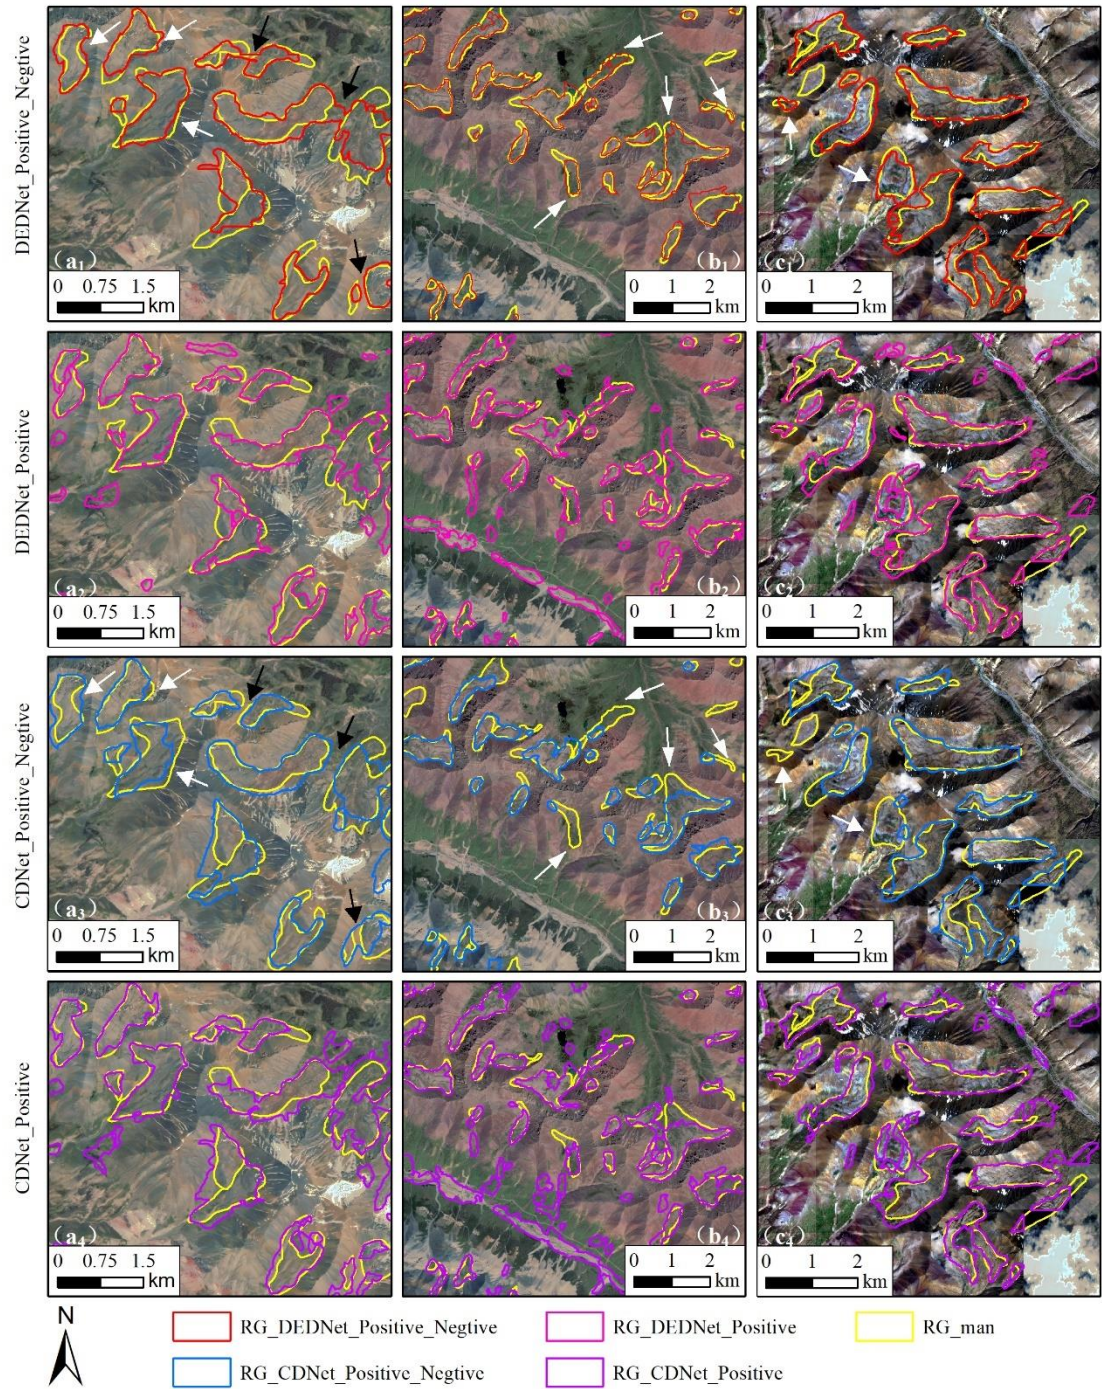 DEDNet_Positive_Negtive
(a1)
0 0.75 1.5
km
(b1)
0 1 2
km
(c1)
0 1 2
km
DEDNet_Positive
(a2)
0 0.75 1.5
km
(b2)
0 1 2
km
(c2)
0 1 2
km
CDNet_Positive_Negtive
(a3)
0 0.75 1.5
km
(b3)
0 1 2
km
(c3)
0 1 2
km
CDNet_Positive
(a4)
0 0.75 1.5
km
(b4)
0 1 2
km
(c4)
0 1 2
km
N
RG_DEDNet_Positive_Negtive
RG_DEDNet_Positive
RG_man
RG_CDNet_Positive_Negtive
RG_CDNet_Positive